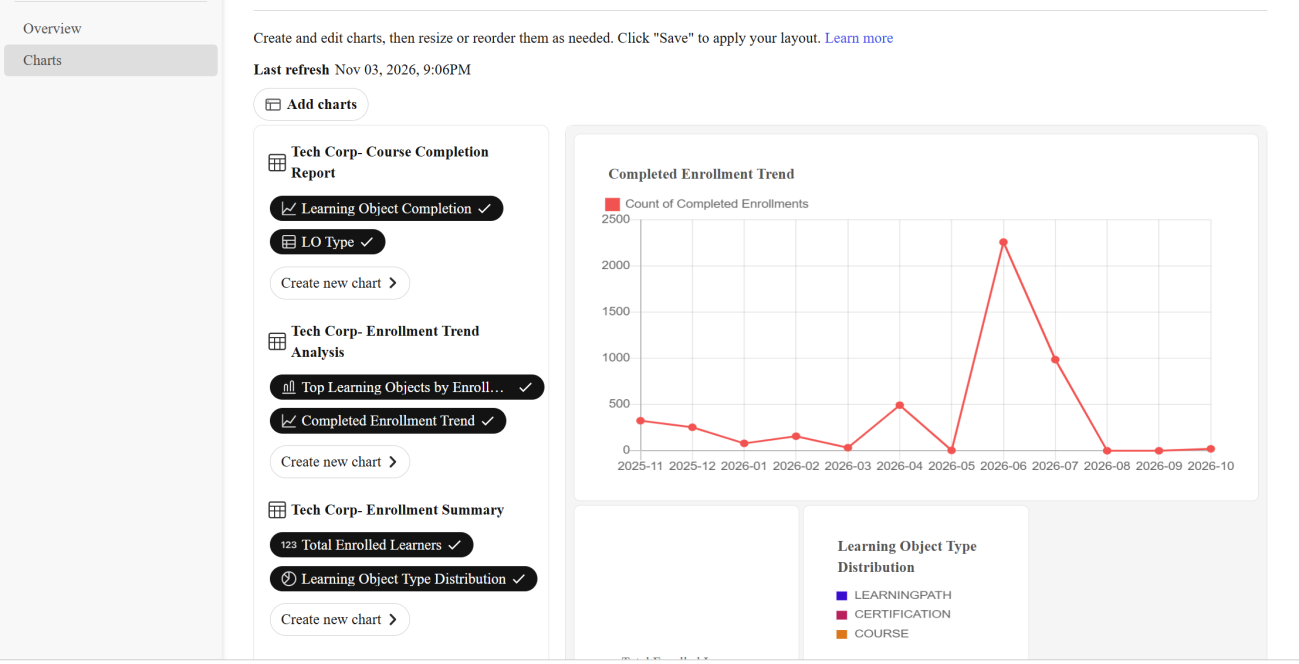 Overview
Charts
Create and edit charts, then resize or reorder them as needed. Click "Save" to apply your layout. Learn more
Last refresh Nov 03, 2026, 9:06PM
Add charts
Tech Corp- Course Completion
Report
Learning Object Completion
LO Type
Create new chart
Tech Corp- Enrollment Trend
Analysis
Top Learning Objects by Enroll...
Completed Enrollment Trend
Create new chart
Tech Corp- Enrollment Summary
123 Total Enrolled Learners
Learning Object Type Distribution
Create new chart
Completed Enrollment Trend
Count of Completed Enrollments
2500
2000
1500
1000
500
0
2025-11 2025-12 2026-01 2026-02 2026-03 2026-04 2026-05 2026-06 2026-07 2026-08 2026-09 2026-10
Learning Object Type
Distribution
LEARNINGPATH
CERTIFICATION
COURSE